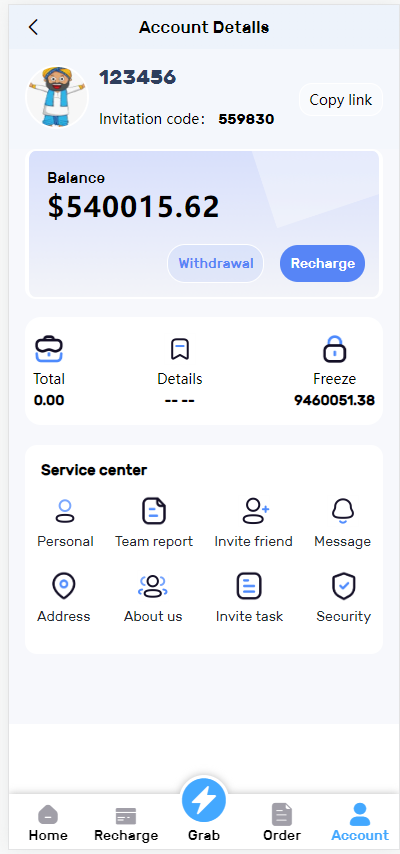 Account Details
123456
Invitation code： 559830
Copy link
Balance
$540015.62
Withdrawal
Recharge
Total
Details
Freeze
0.00
-- --
9460051.38
Service center
Personal
Team report
Invite friend
Message
Address
About us
Invite task
Security
Home
Recharge
Grab
Order
Account